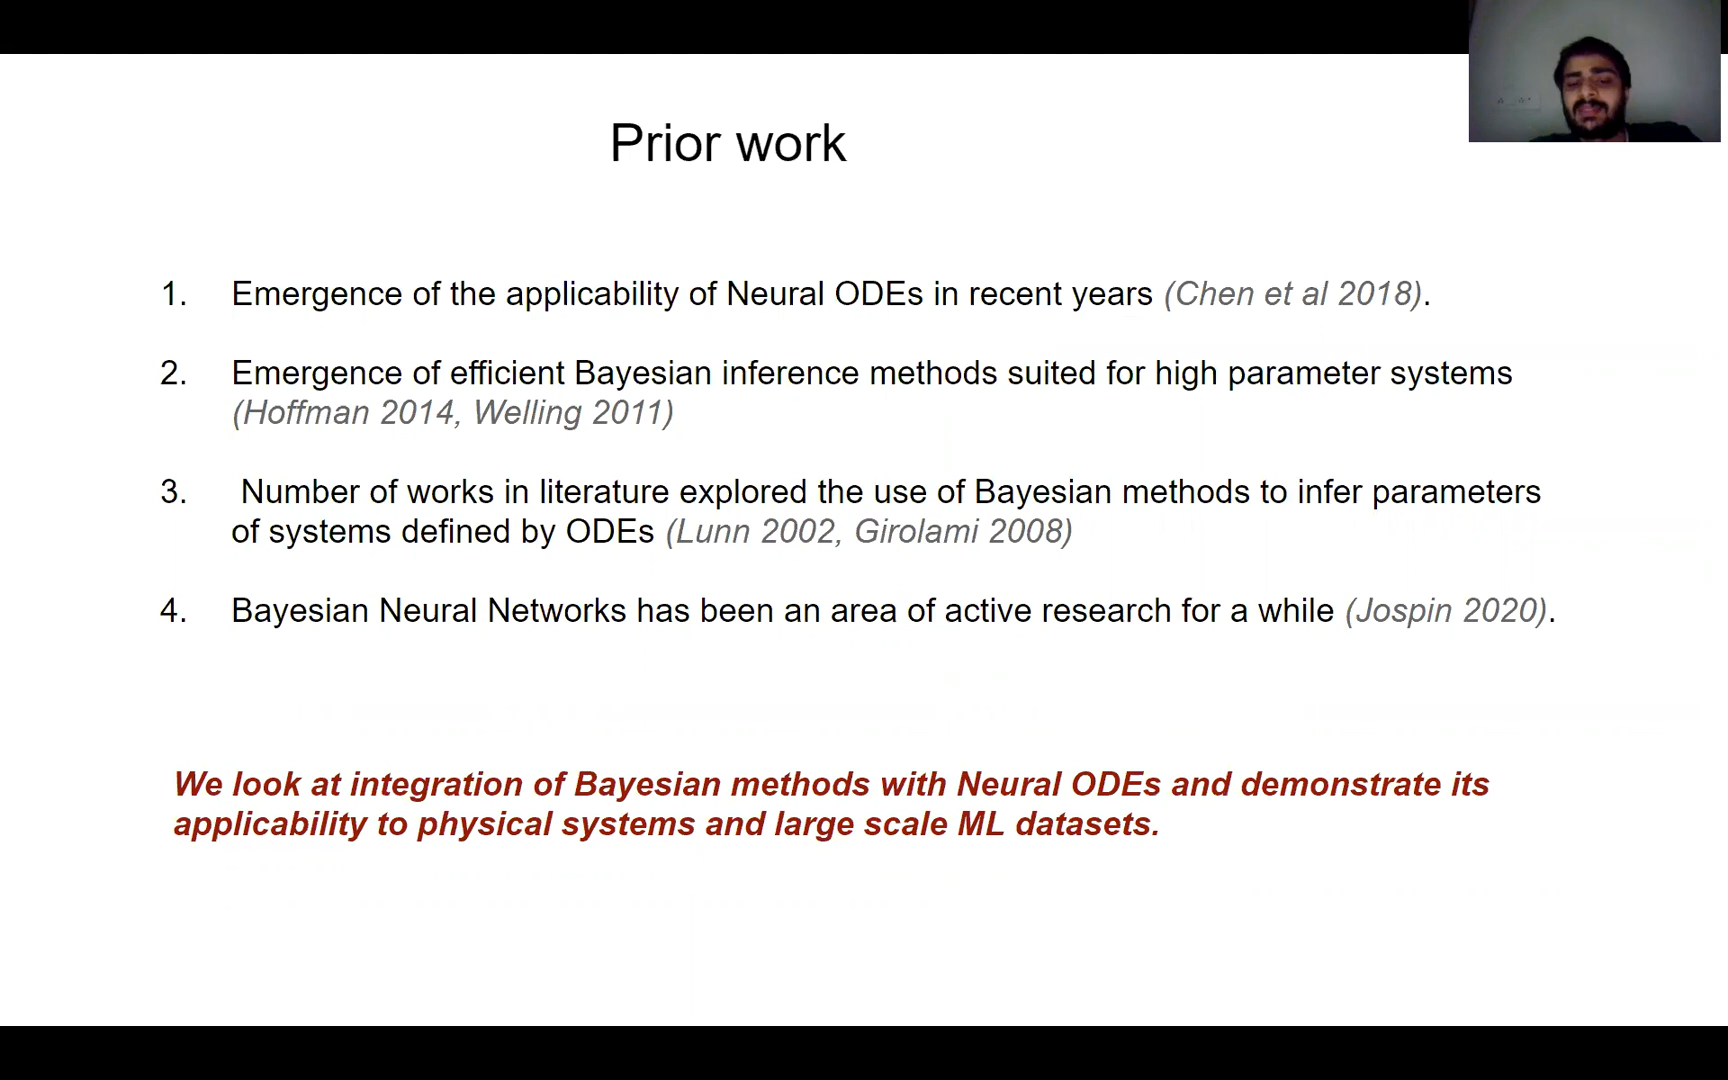 Prior work
1. Emergence of the applicability of Neural ODEs in recent years (Chen et al 2018).
2. Emergence of efficient Bayesian inference methods suited for high parameter systems
(Hoffman 2014, Welling 2011)
3. Number of works in literature explored the use of Bayesian methods to infer parameters
of systems defined by ODEs (Lunn 2002, Girolami 2008)
4. Bayesian Neural Networks has been an area of active research for a while (Jospin 2020).
We look at integration of Bayesian methods with Neural ODEs and demonstrate its
applicability to physical systems and large scale ML datasets.